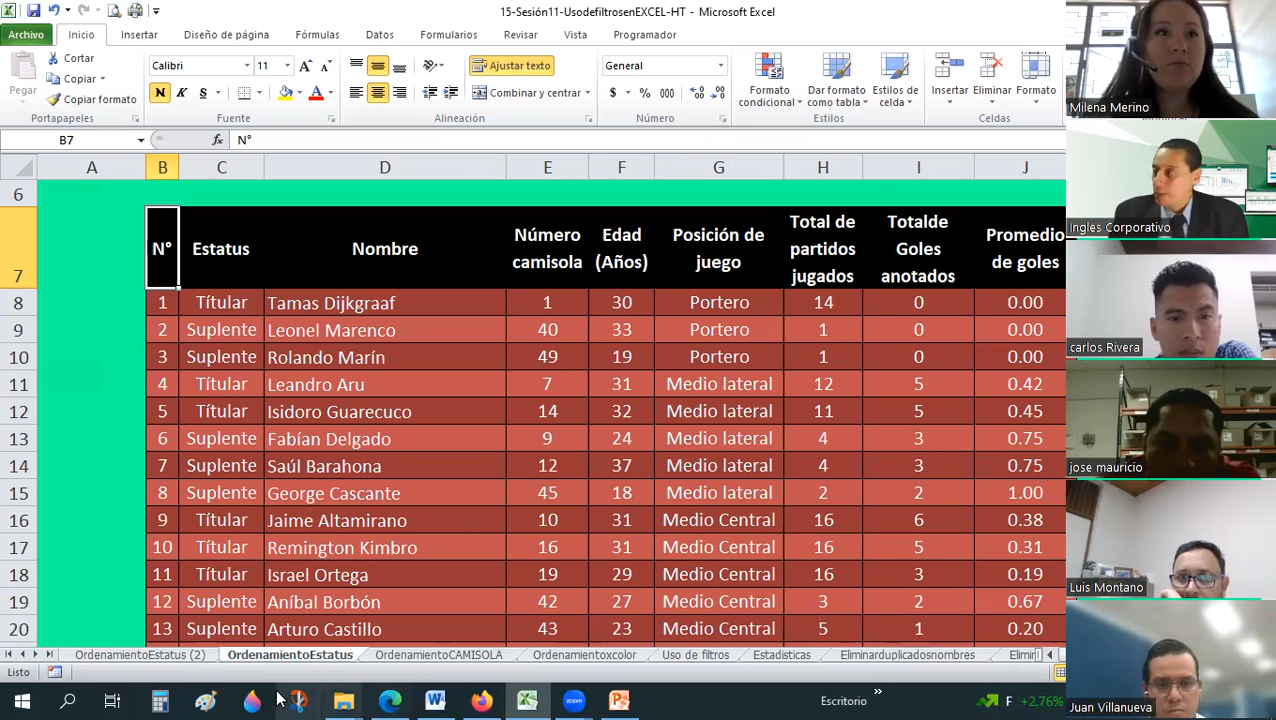 15-Sesión11-UsodefiltrosenEXCEL-HT - Microsoft Excel
Archivo Inicio Insertar Diseño de página Fórmulas Datos Formularios Revisar Vista Programador
Pegar
Cortar
Copiar
Copiar formato
Portapapeles
Calibri 11
N K S
Fuente
Ajustar texto
Combinar y centrar
Alineación
General
$ % 000
Número
Formato condicional
Dar formato como tabla
Estilos de celda
Estilos
Insertar Eliminar Formato
Celdas
B7 fx N°
A B C D E F G H I J
6
7 N° Estatus Nombre Número camisola Edad (Años) Posición de juego Total de partidos jugados Totalde Goles anotados Promedio de goles
8 1 Títular Tamas Dijkgraaf 1 30 Portero 14 0 0.00
9 2 Suplente Leonel Marenco 40 33 Portero 1 0 0.00
10 3 Suplente Rolando Marín 49 19 Portero 1 0 0.00
11 4 Títular Leandro Aru 7 31 Medio lateral 12 5 0.42
12 5 Títular Isidoro Guarecuco 14 32 Medio lateral 11 5 0.45
13 6 Suplente Fabían Delgado 9 24 Medio lateral 4 3 0.75
14 7 Suplente Saúl Barahona 12 37 Medio lateral 4 3 0.75
15 8 Suplente George Cascante 45 18 Medio lateral 2 2 1.00
16 9 Títular Jaime Altamirano 10 31 Medio Central 16 6 0.38
17 10 Títular Remington Kimbro 16 31 Medio Central 16 5 0.31
18 11 Títular Israel Ortega 19 29 Medio Central 16 3 0.19
19 12 Suplente Aníbal Borbón 42 27 Medio Central 3 2 0.67
20 13 Suplente Arturo Castillo 43 23 Medio Central 5 1 0.20
OrdenamientoEstatus (2) OrdenamientoEstatus OrdenamientoCAMISOLA Ordenamientoxcolor Uso de filtros Estadisticas Eliminarduplicadosnombres Elimir
Listo
Escritorio » F +2,76%
Milena Merino
Ingles Corporativo
carlos Rivera
jose mauricio
Luis Montano
Juan Villanueva